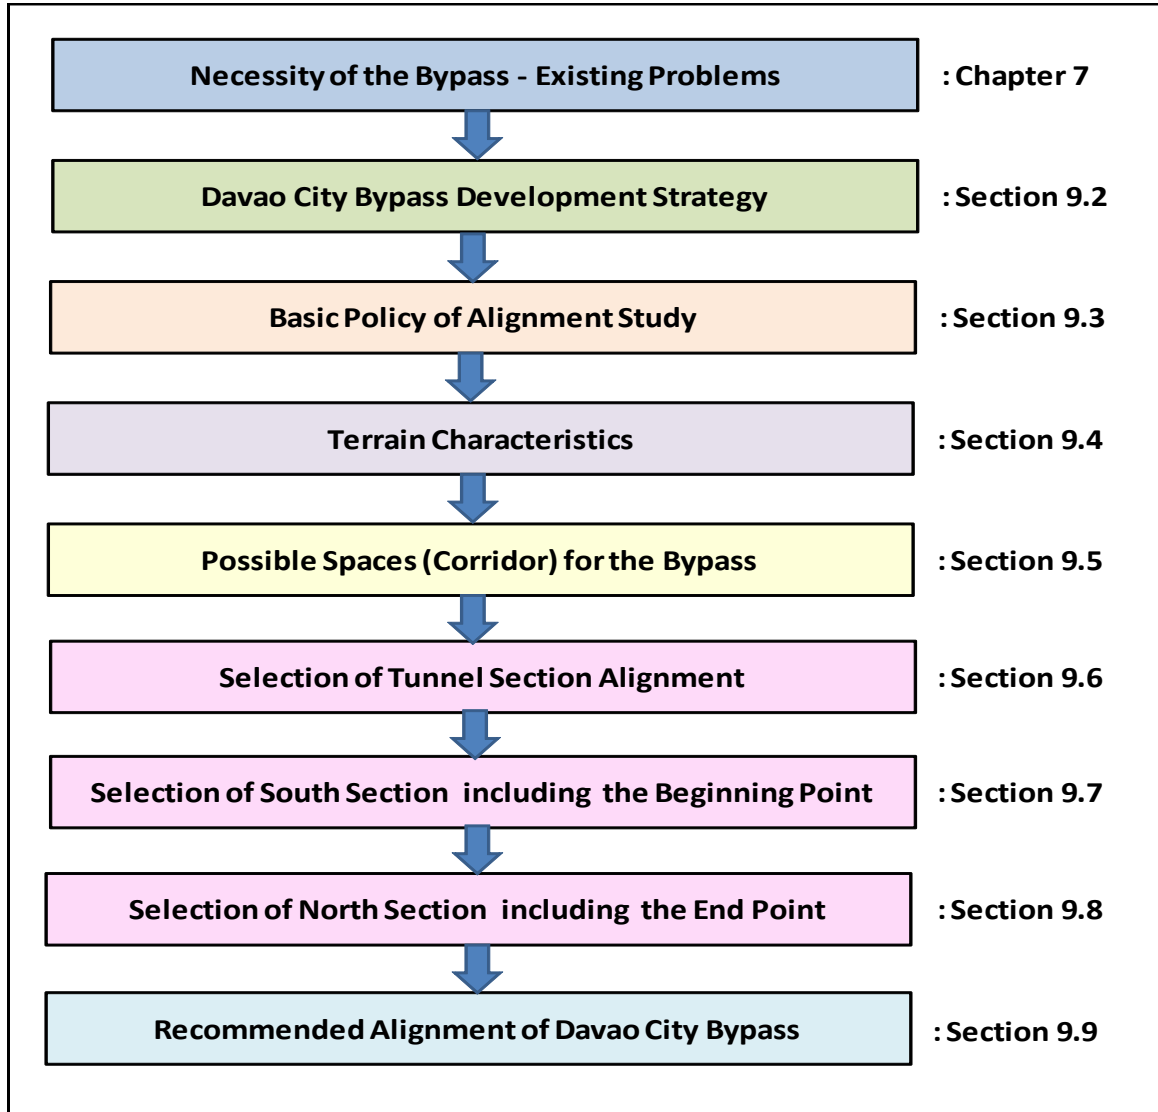 Necessity of the Bypass - Existing Problems : Chapter 7
Davao City Bypass Development Strategy : Section 9.2
Basic Policy of Alignment Study : Section 9.3
Terrain Characteristics : Section 9.4
Possible Spaces (Corridor) for the Bypass : Section 9.5
Selection of Tunnel Section Alignment : Section 9.6
Selection of South Section including the Beginning Point : Section 9.7
Selection of North Section including the End Point : Section 9.8
Recommended Alignment of Davao City Bypass : Section 9.9